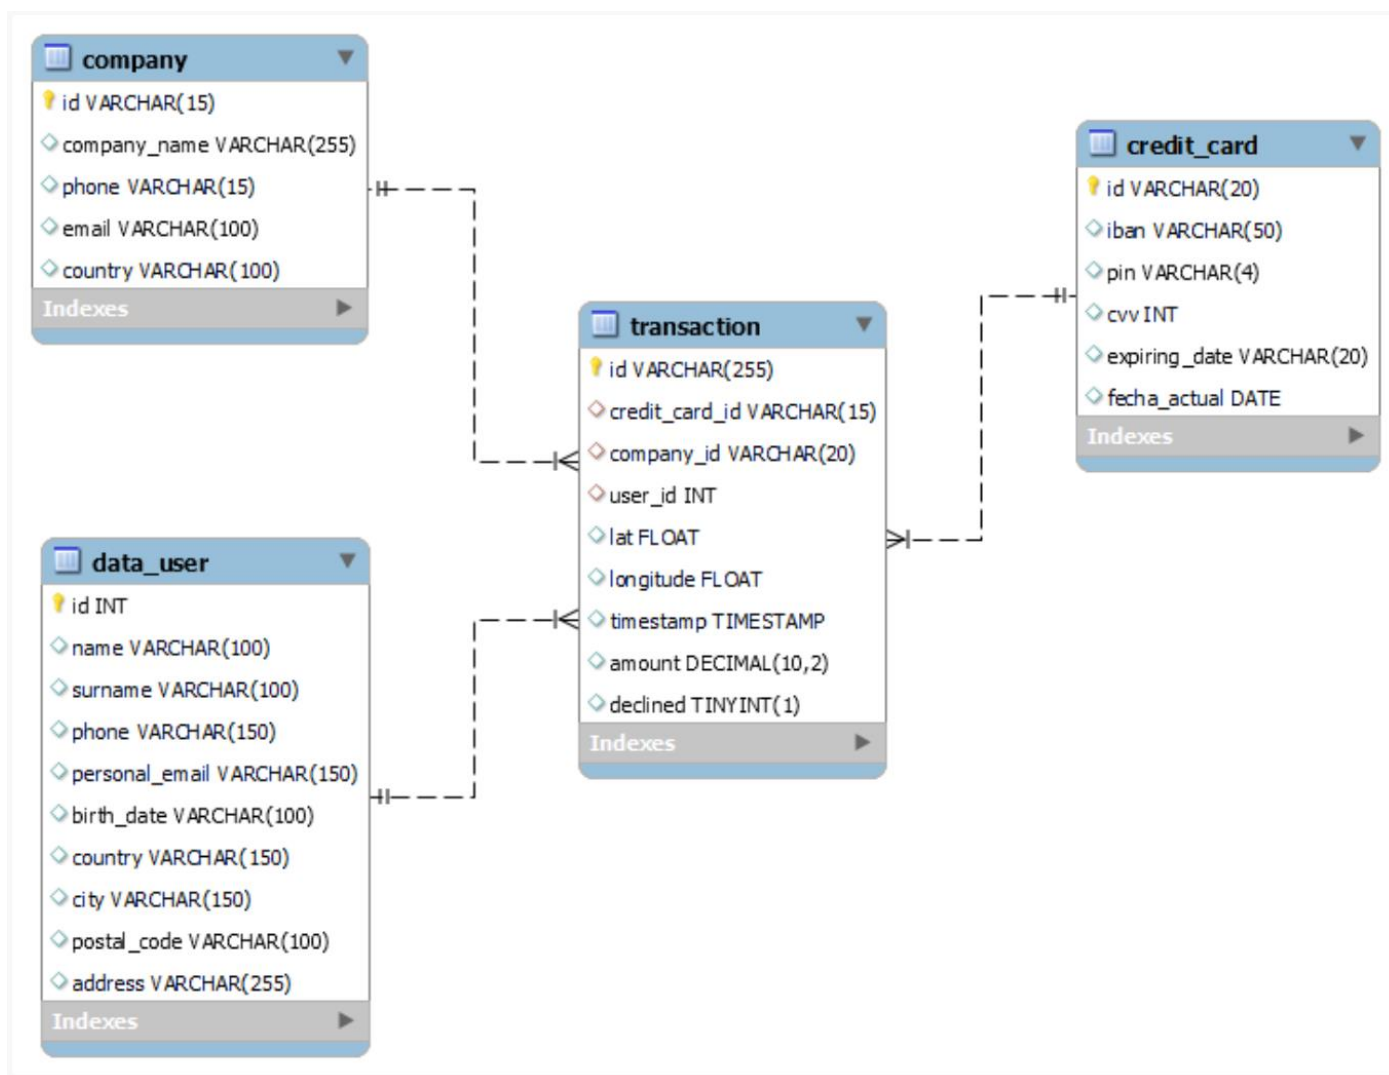 company
id VARCHAR(15)
company_name VARCHAR(255)
phone VARCHAR(15)
email VARCHAR(100)
country VARCHAR(100)
Indexes
credit_card
id VARCHAR(20)
iban VARCHAR(50)
pin VARCHAR(4)
cvv INT
expiring_date VARCHAR(20)
fecha_actual DATE
Indexes
transaction
id VARCHAR(255)
credit_card_id VARCHAR(15)
company_id VARCHAR(20)
user_id INT
lat FLOAT
longitude FLOAT
timestamp TIMESTAMP
amount DECIMAL(10,2)
declined TINYINT(1)
Indexes
data_user
id INT
name VARCHAR(100)
surname VARCHAR(100)
phone VARCHAR(150)
personal_email VARCHAR(150)
birth_date VARCHAR(100)
country VARCHAR(150)
city VARCHAR(150)
postal_code VARCHAR(100)
address VARCHAR(255)
Indexes